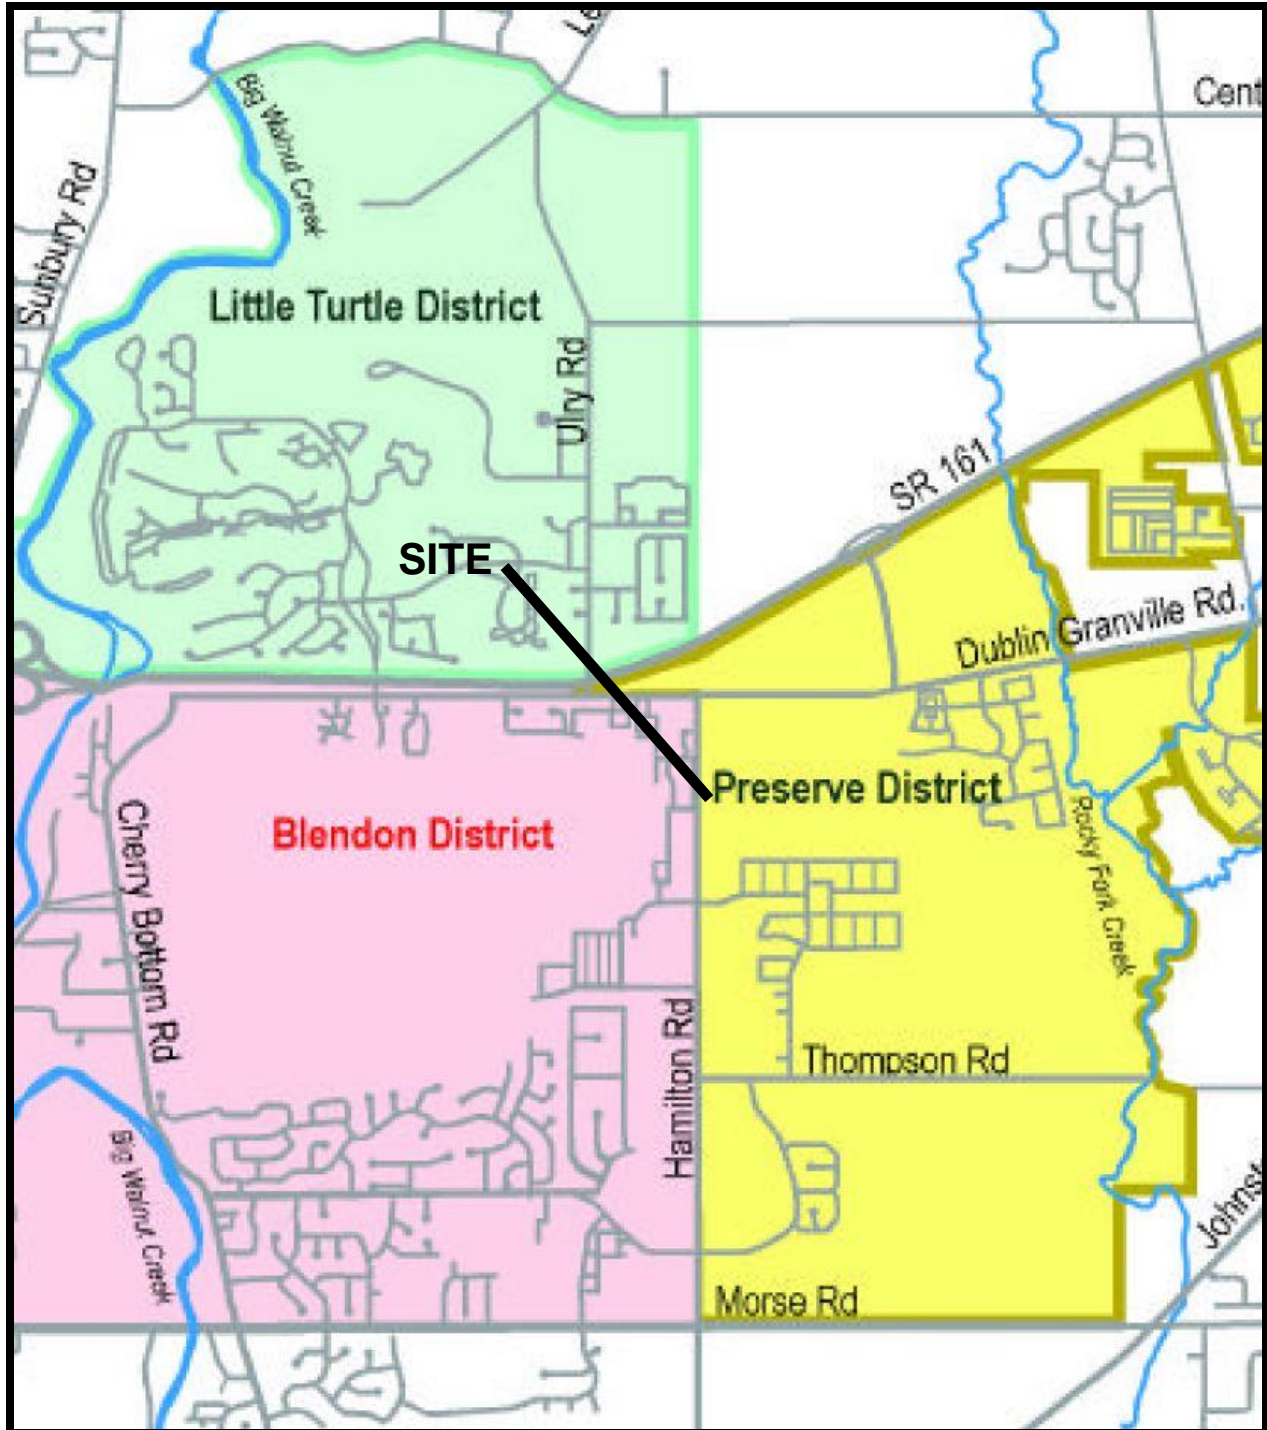 Le
Cent
Big Walnut Creek
Sunbury Rd
Little Turtle District
Ulry Rd
SR 161
SITE
Dublin Granville Rd.
Preserve District
Blendon District
Cherry Bottom Rd
Rocky Fork Creek
Hamilton Rd
Thompson Rd
Big Walnut Creek
Johnst
Morse Rd